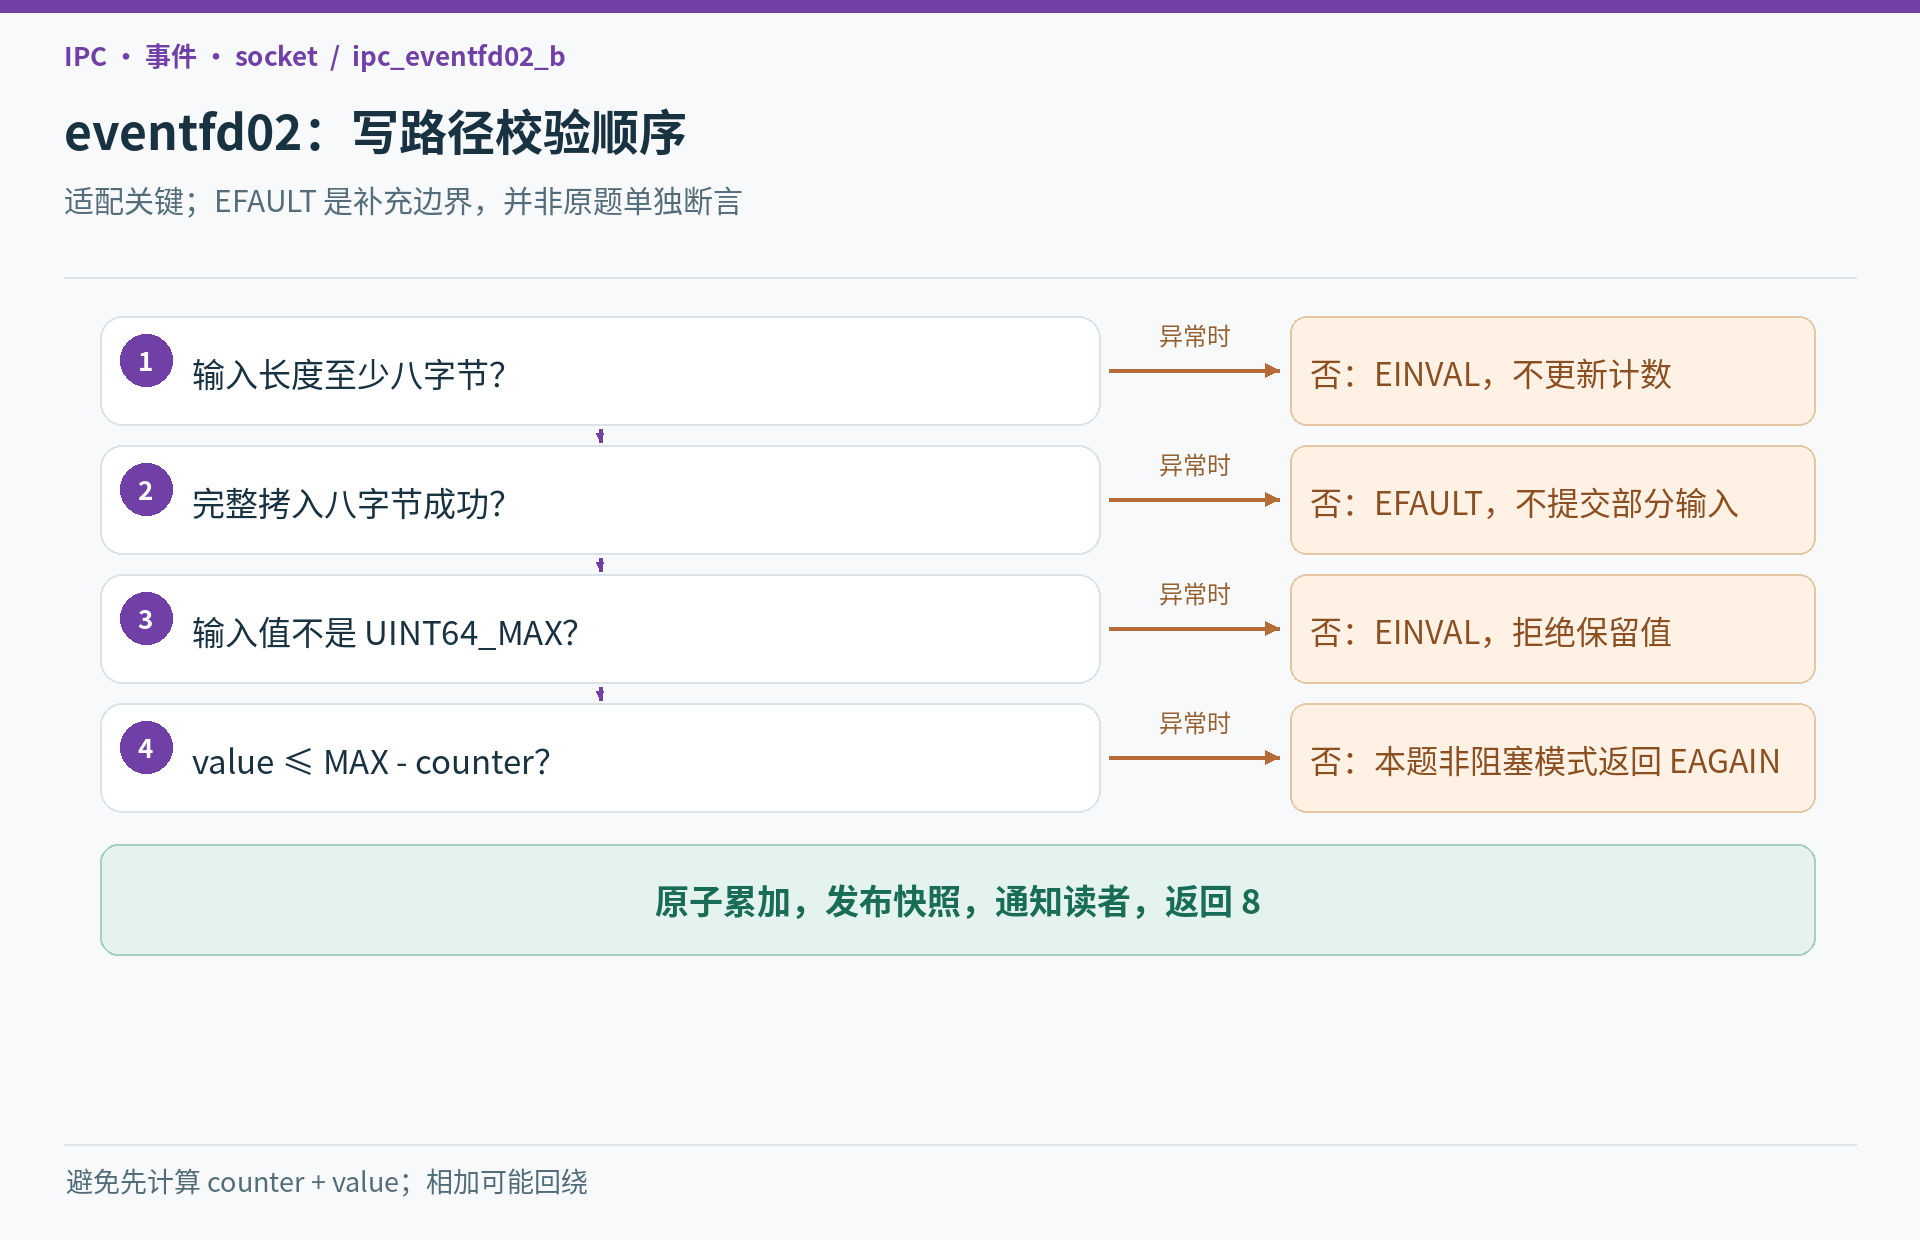 IPC · 事件 · socket / ipc_eventfd02_b
eventfd02：写路径校验顺序
适配关键；EFAULT 是补充边界，并非原题单独断言
1 输入长度至少八字节？
异常时
否：EINVAL，不更新计数
2 完整拷入八字节成功？
异常时
否：EFAULT，不提交部分输入
3 输入值不是 UINT64_MAX？
异常时
否：EINVAL，拒绝保留值
4 value ≤ MAX - counter？
异常时
否：本题非阻塞模式返回 EAGAIN
原子累加，发布快照，通知读者，返回 8
避免先计算 counter + value；相加可能回绕